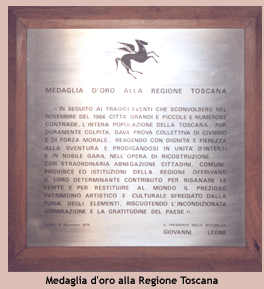 MEDAGLIA D'ORO ALLA REGIONE TOSCANA
«IN SEGUITO AI TRAGICI EVENTI CHE SCONVOLSERO NEL
NOVEMBRE DEL 1966 CITTÀ GRANDI E PICCOLE E NUMEROSE
CONTRADE, L'INTERA POPOLAZIONE DELLA TOSCANA, PUR
DURAMENTE COLPITA, DAVA PROVA COLLETTIVA DI CIVISMO
E DI FORZA MORALE, REAGENDO CON DIGNITÀ E FIEREZZA
ALLA SVENTURA E PRODIGANDOSI IN UNITÀ D'INTENTI
E IN NOBILE GARA, NELL'OPERA DI RICOSTRUZIONE.
CON STRAORDINARIA ABNEGAZIONE CITTADINI, COMUNI,
PROVINCE ED ISTITUZIONI DELLA REGIONE OFFRIVANO
IL LORO DETERMINANTE CONTRIBUTO PER RISANARE LE
FERITE E PER RESTITUIRE AL MONDO IL PREZIOSO
PATRIMONIO ARTISTICO E CULTURALE SFREGIATO DALLA
FURIA DEGLI ELEMENTI, RISCUOTENDO L'INCONDIZIONATA
AMMIRAZIONE E LA GRATITUDINE DEL PAESE».
IL PRESIDENTE DELLA REPUBBLICA
GIOVANNI LEONE
Medaglia d'oro alla Regione Toscana